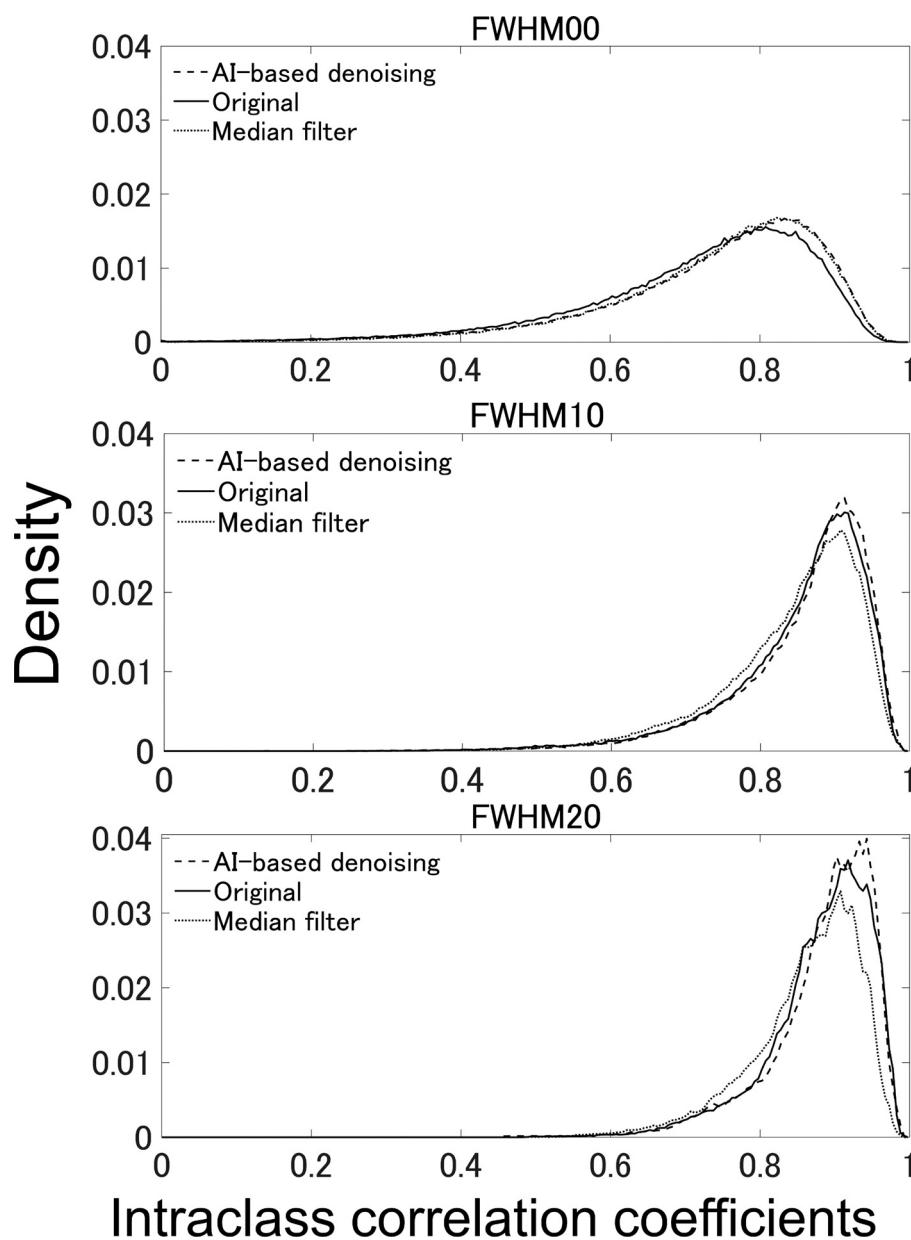 FWHM00
0.04
0.03
0.02
0.01
0
AI-based denoising
Original
Median filter
0 0.2 0.4 0.6 0.8 1
FWHM10
0.04
0.03
0.02
0.01
0
AI-based denoising
Original
Median filter
0 0.2 0.4 0.6 0.8 1
Density
FWHM20
0.04
0.03
0.02
0.01
0
AI-based denoising
Original
Median filter
0 0.2 0.4 0.6 0.8 1
Intraclass correlation coefficients